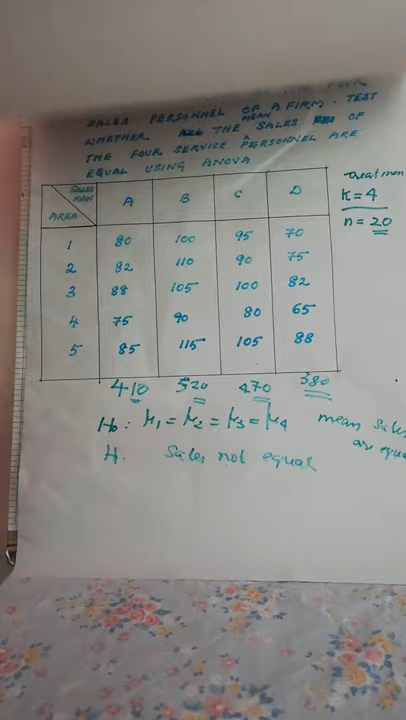 FOUR
SALES PERSONNEL OF A FIRM. TEST
WHETHER THE MEAN SALES OF
THE FOUR SERVICE PERSONNEL ARE
EQUAL USING ANOVA
SALES MAN
AREA
A B C D
1 80 100 95 70
2 82 110 90 75
3 88 105 100 82
4 75 90 80 65
5 85 115 105 88
410 520 470 380
k = 4
n = 20
H₀ : μ₁ = μ₂ = μ₃ = μ₄ mean Sales
are
H₁ Sales not equal